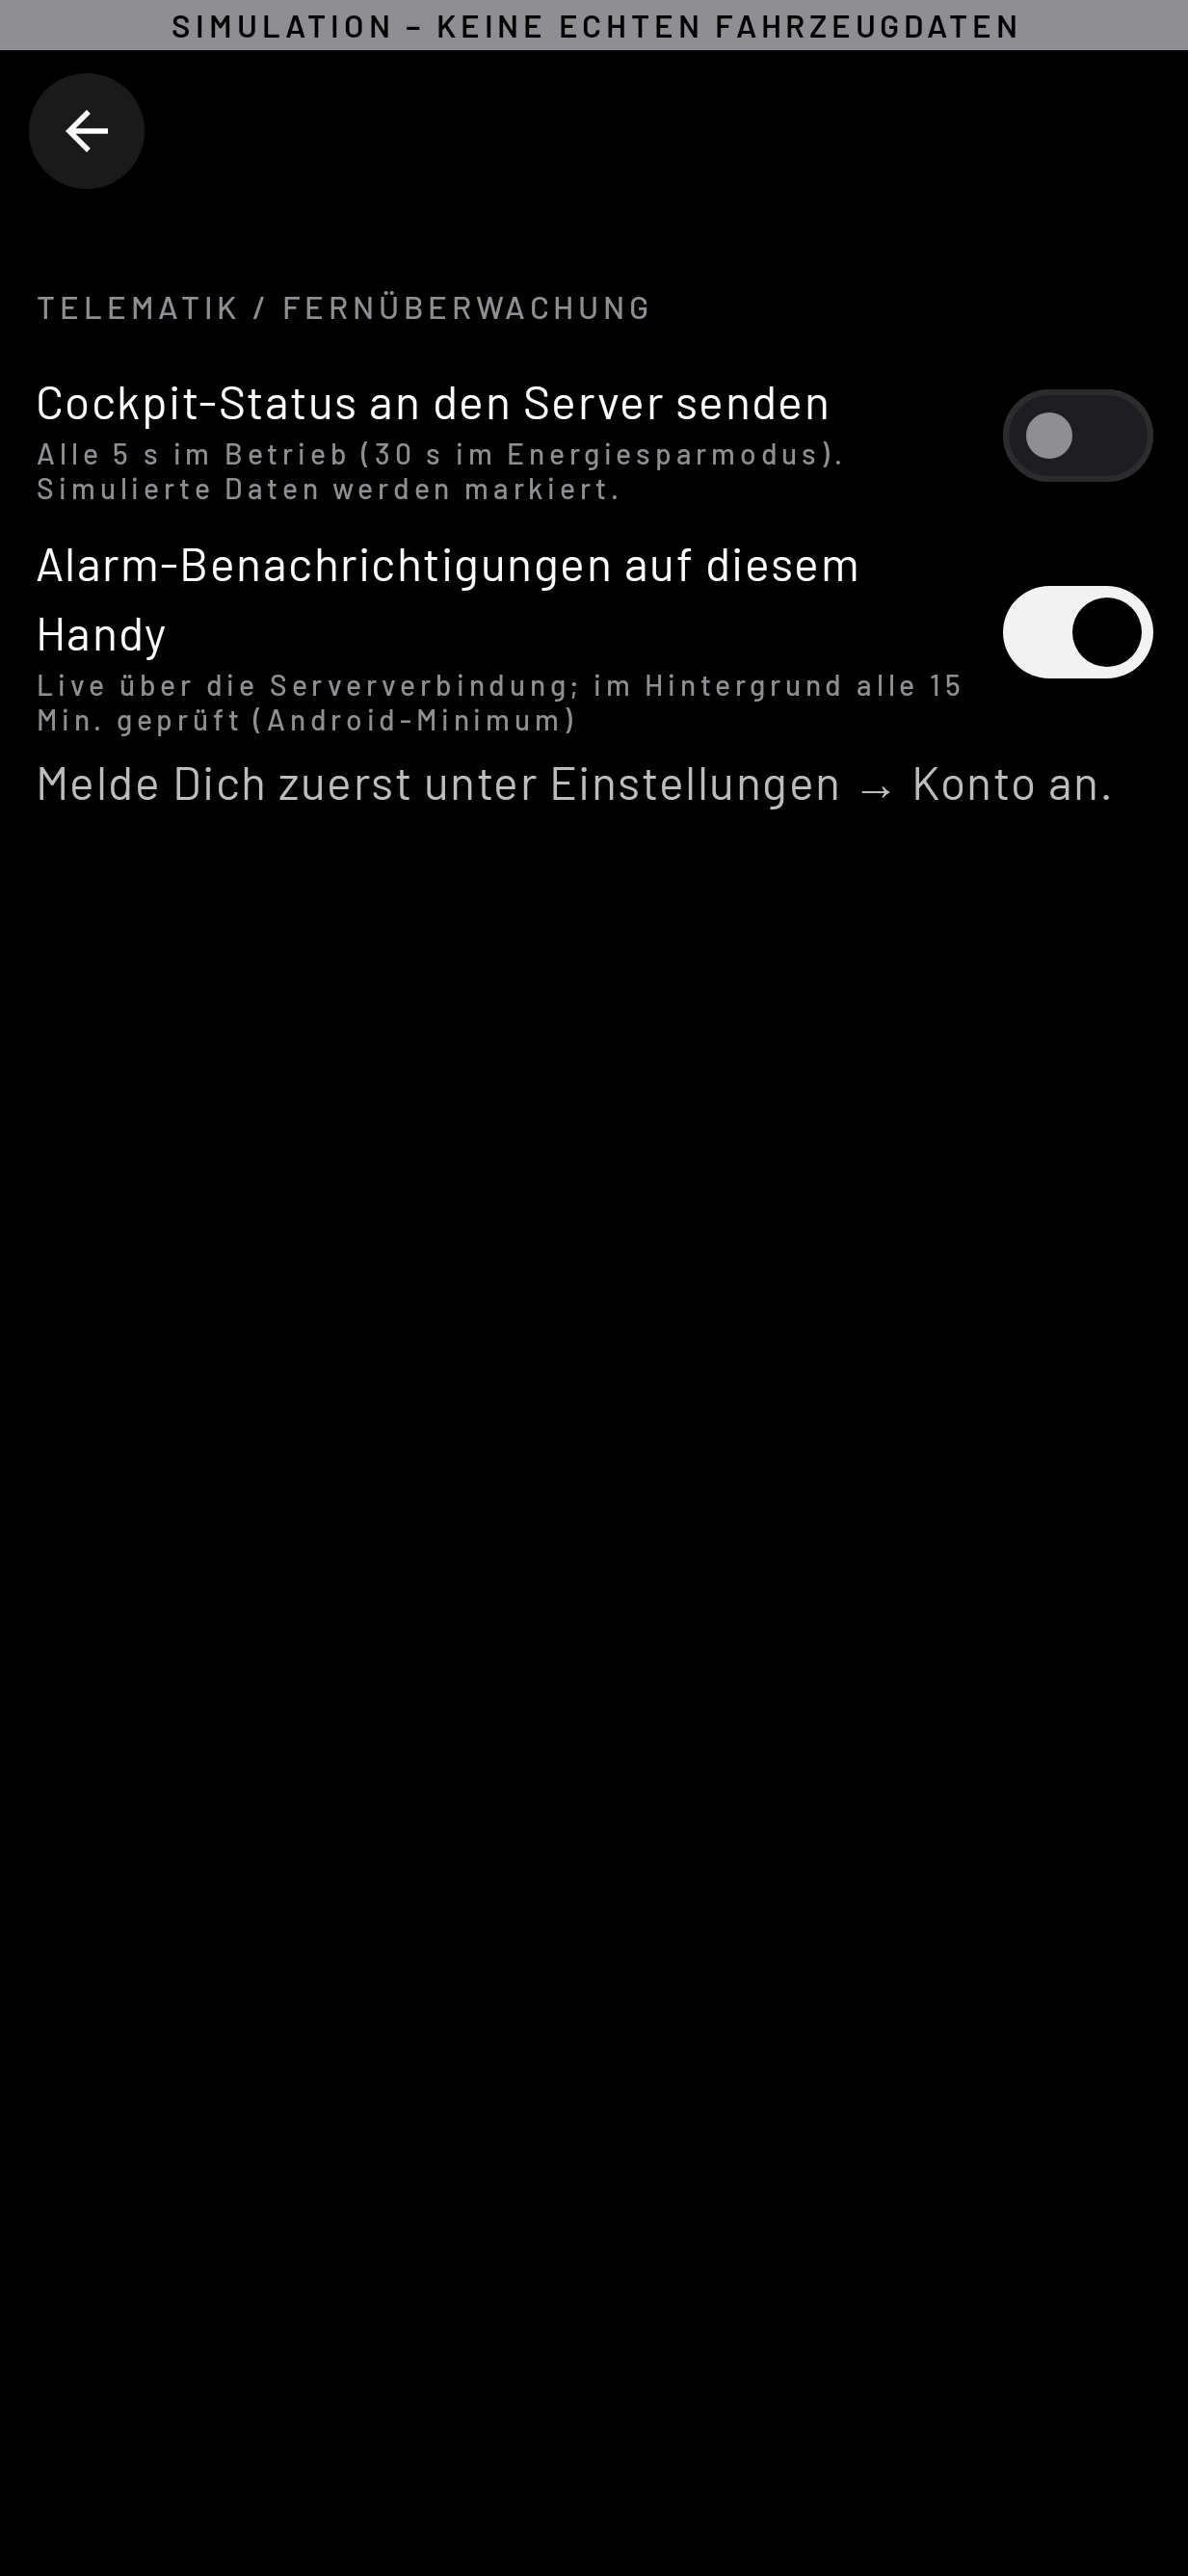 SIMULATION – KEINE ECHTEN FAHRZEUGDATEN
TELEMATIK / FERNÜBERWACHUNG
Cockpit-Status an den Server senden
Alle 5 s im Betrieb (30 s im Energiesparmodus).
Simulierte Daten werden markiert.
Alarm-Benachrichtigungen auf diesem
Handy
Live über die Serververbindung; im Hintergrund alle 15
Min. geprüft (Android-Minimum)
Melde Dich zuerst unter Einstellungen → Konto an.